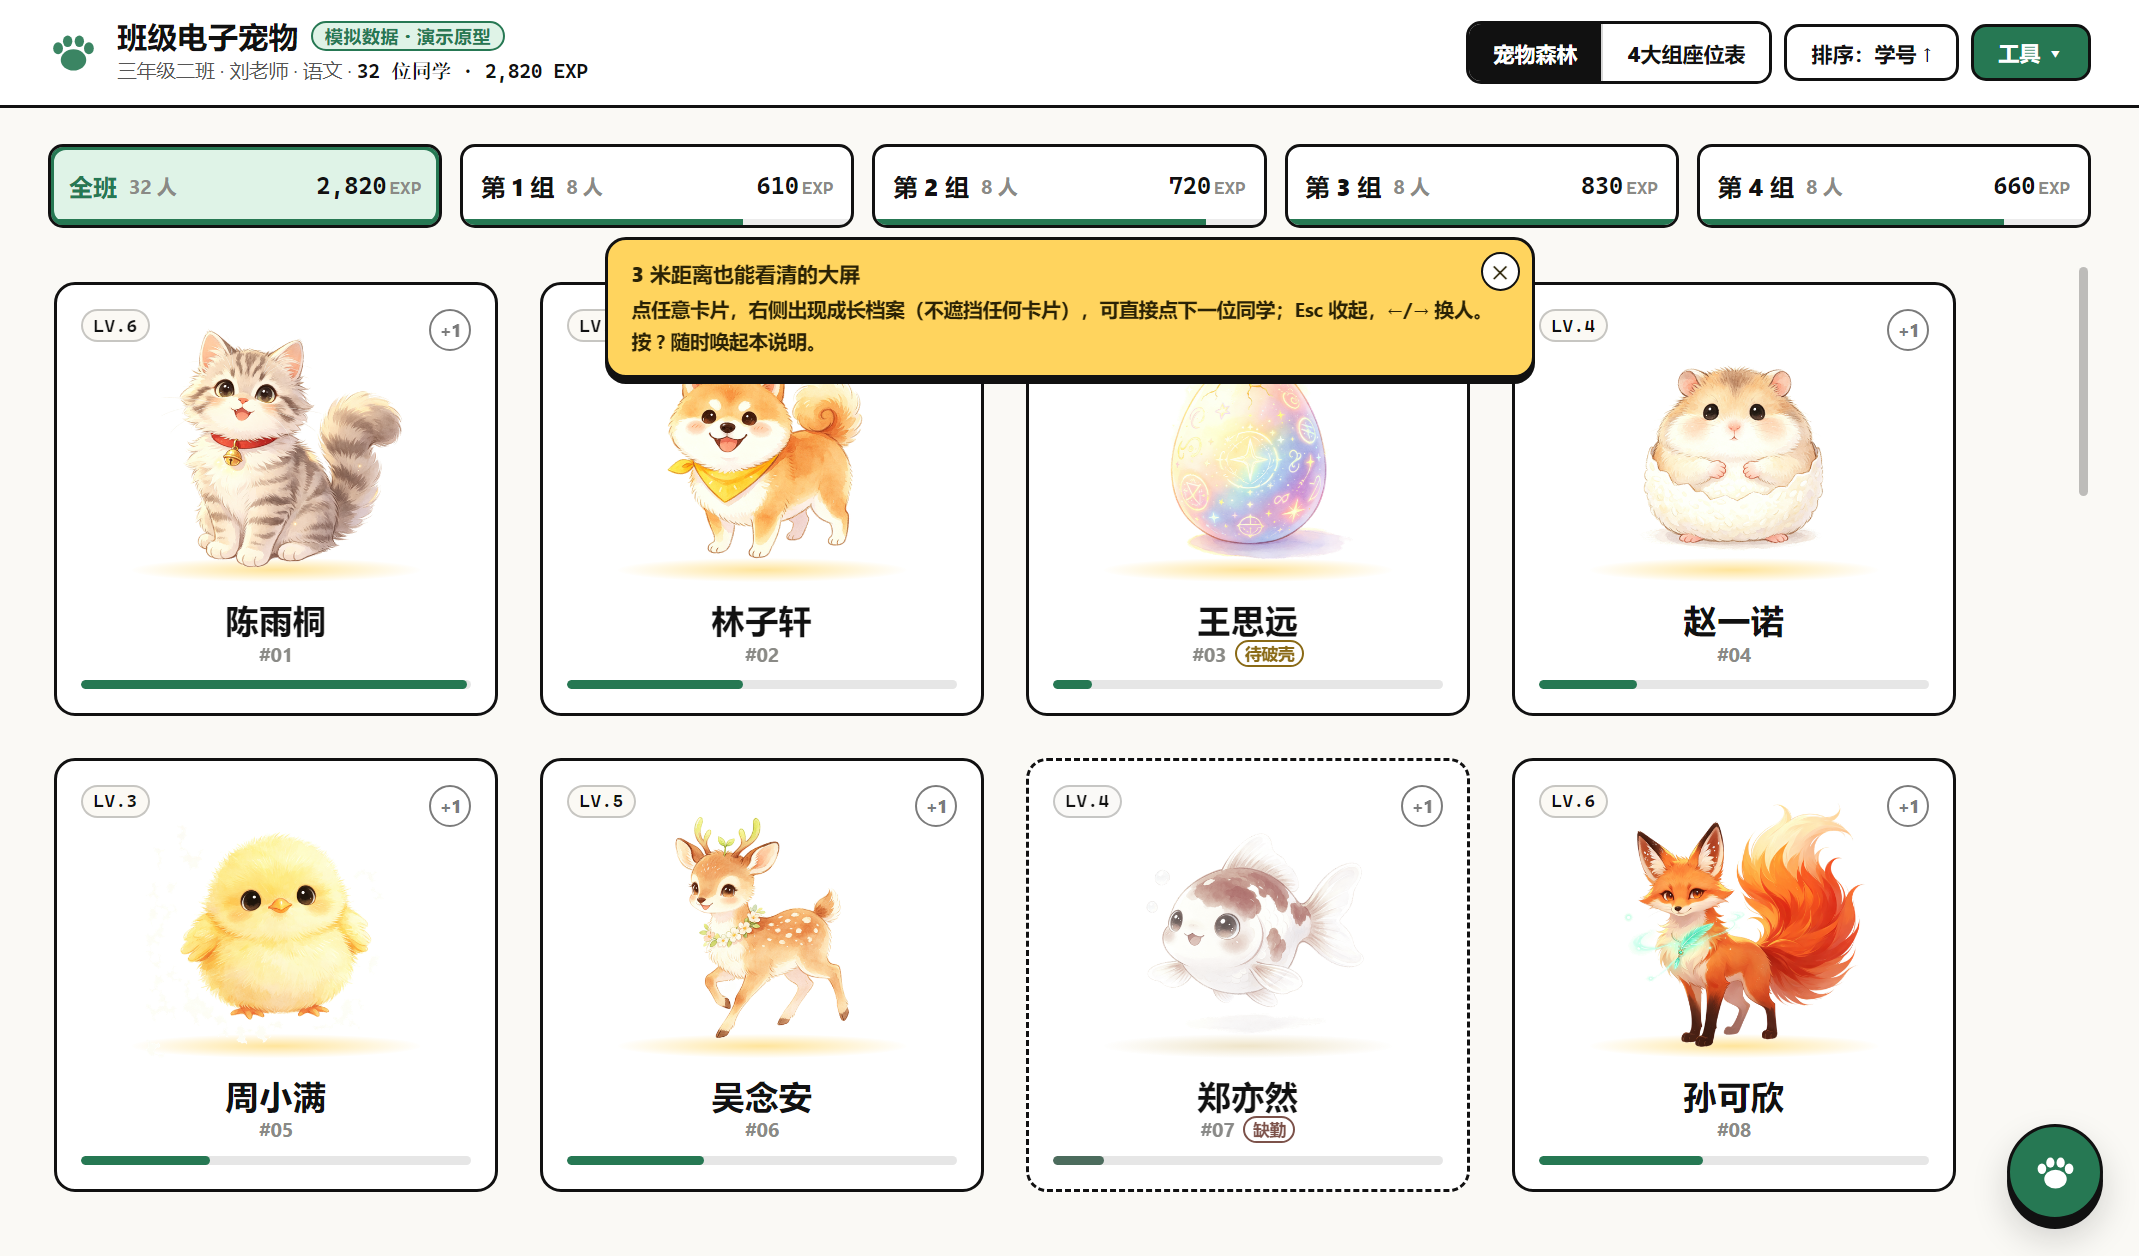 班级电子宠物 模拟数据 · 演示原型
三年级二班 · 刘老师 · 语文 · 32 位同学 · 2,820 EXP
宠物森林 4大组座位表 排序：学号 ↑ 工具 ▼
全班 32 人 2,820 EXP
第 1 组 8 人 610 EXP
第 2 组 8 人 720 EXP
第 3 组 8 人 830 EXP
第 4 组 8 人 660 EXP
3 米距离也能看清的大屏
点任意卡片，右侧出现成长档案（不遮挡任何卡片），可直接点下一位同学；Esc 收起，←/→ 换人。
按 ? 随时唤起本说明。
LV.6 +1
陈雨桐
#01
LV
林子轩
#02
王思远
#03 待破壳
LV.4 +1
赵一诺
#04
LV.3 +1
周小满
#05
LV.5 +1
吴念安
#06
LV.4 +1
郑亦然
#07 缺勤
LV.6 +1
孙可欣
#08